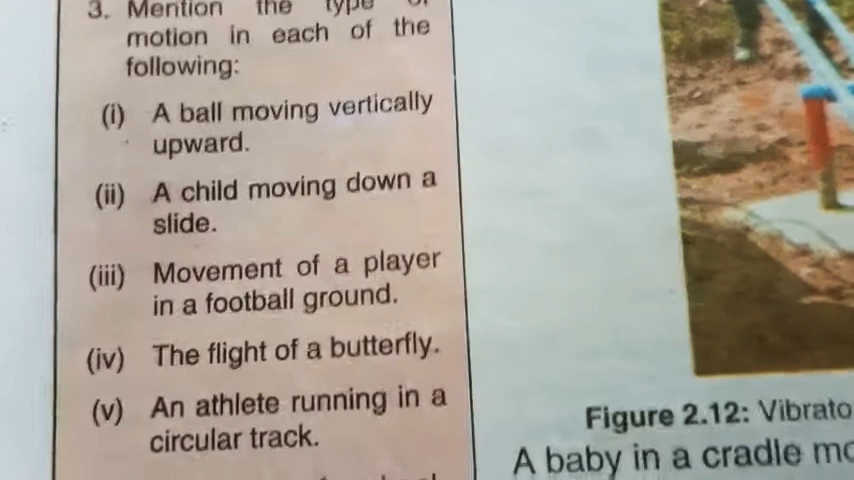 3. Mention the type of
motion in each of the
following:
(i) A ball moving vertically
upward.
(ii) A child moving down a
slide.
(iii) Movement of a player
in a football ground.
(iv) The flight of a butterfly.
(v) An athlete running in a
circular track.
Figure 2.12: Vibrato
A baby in a cradle mo